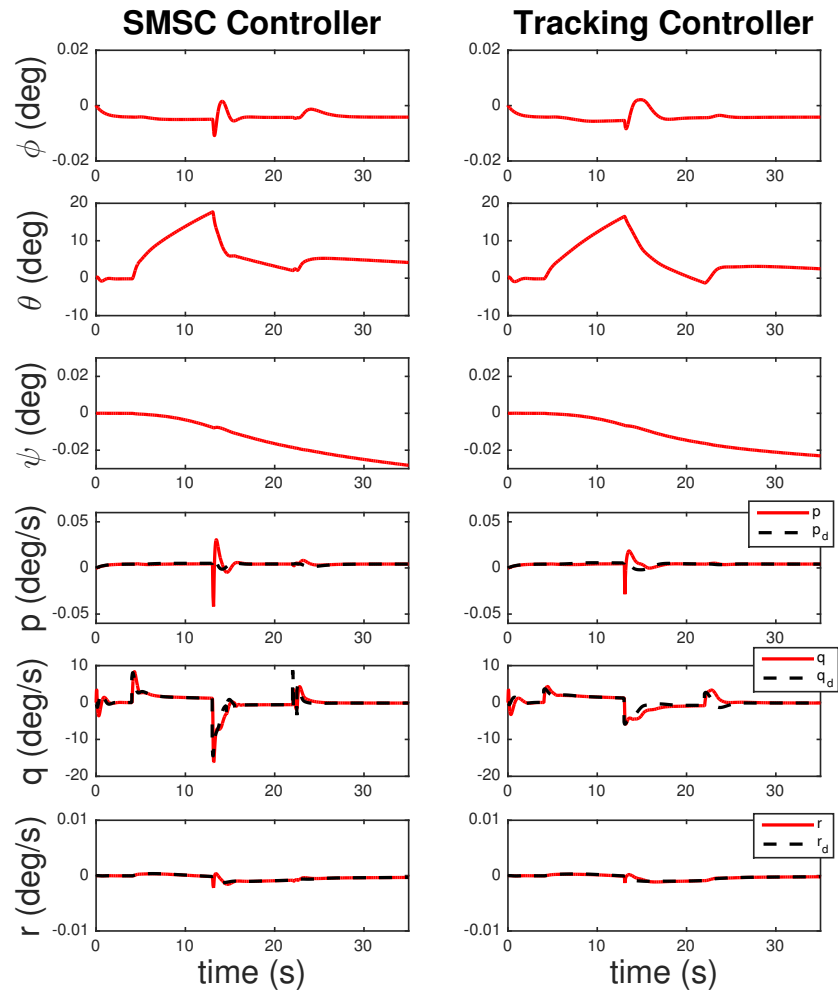 SMSC Controller
Tracking Controller
ϕ (deg)
0.02
0
-0.02
0 10 20 30
0.02
0
-0.02
0 10 20 30
θ (deg)
20
10
0
-10
0 10 20 30
20
10
0
-10
0 10 20 30
ψ (deg)
0.02
0
-0.02
0 10 20 30
0.02
0
-0.02
0 10 20 30
p (deg/s)
0.05
0
-0.05
0 10 20 30
0.05
0
-0.05
0 10 20 30
p
p_d
q (deg/s)
10
0
-10
-20
0 10 20 30
10
0
-10
-20
0 10 20 30
q
q_d
r (deg/s)
0.01
0
-0.01
0 10 20 30
0.01
0
-0.01
0 10 20 30
r
r_d
time (s)
time (s)